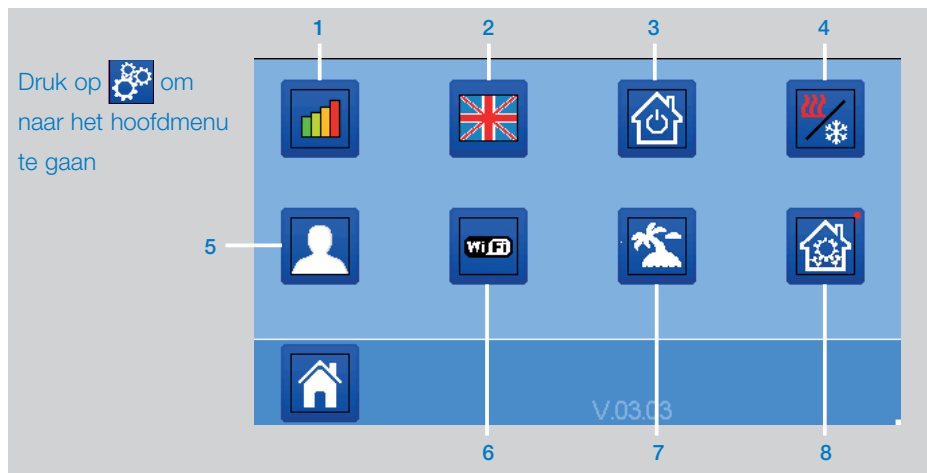 1 2 3 4
Druk op om
naar het hoofdmenu
te gaan
5
WiFi
V.03.03
6 7 8